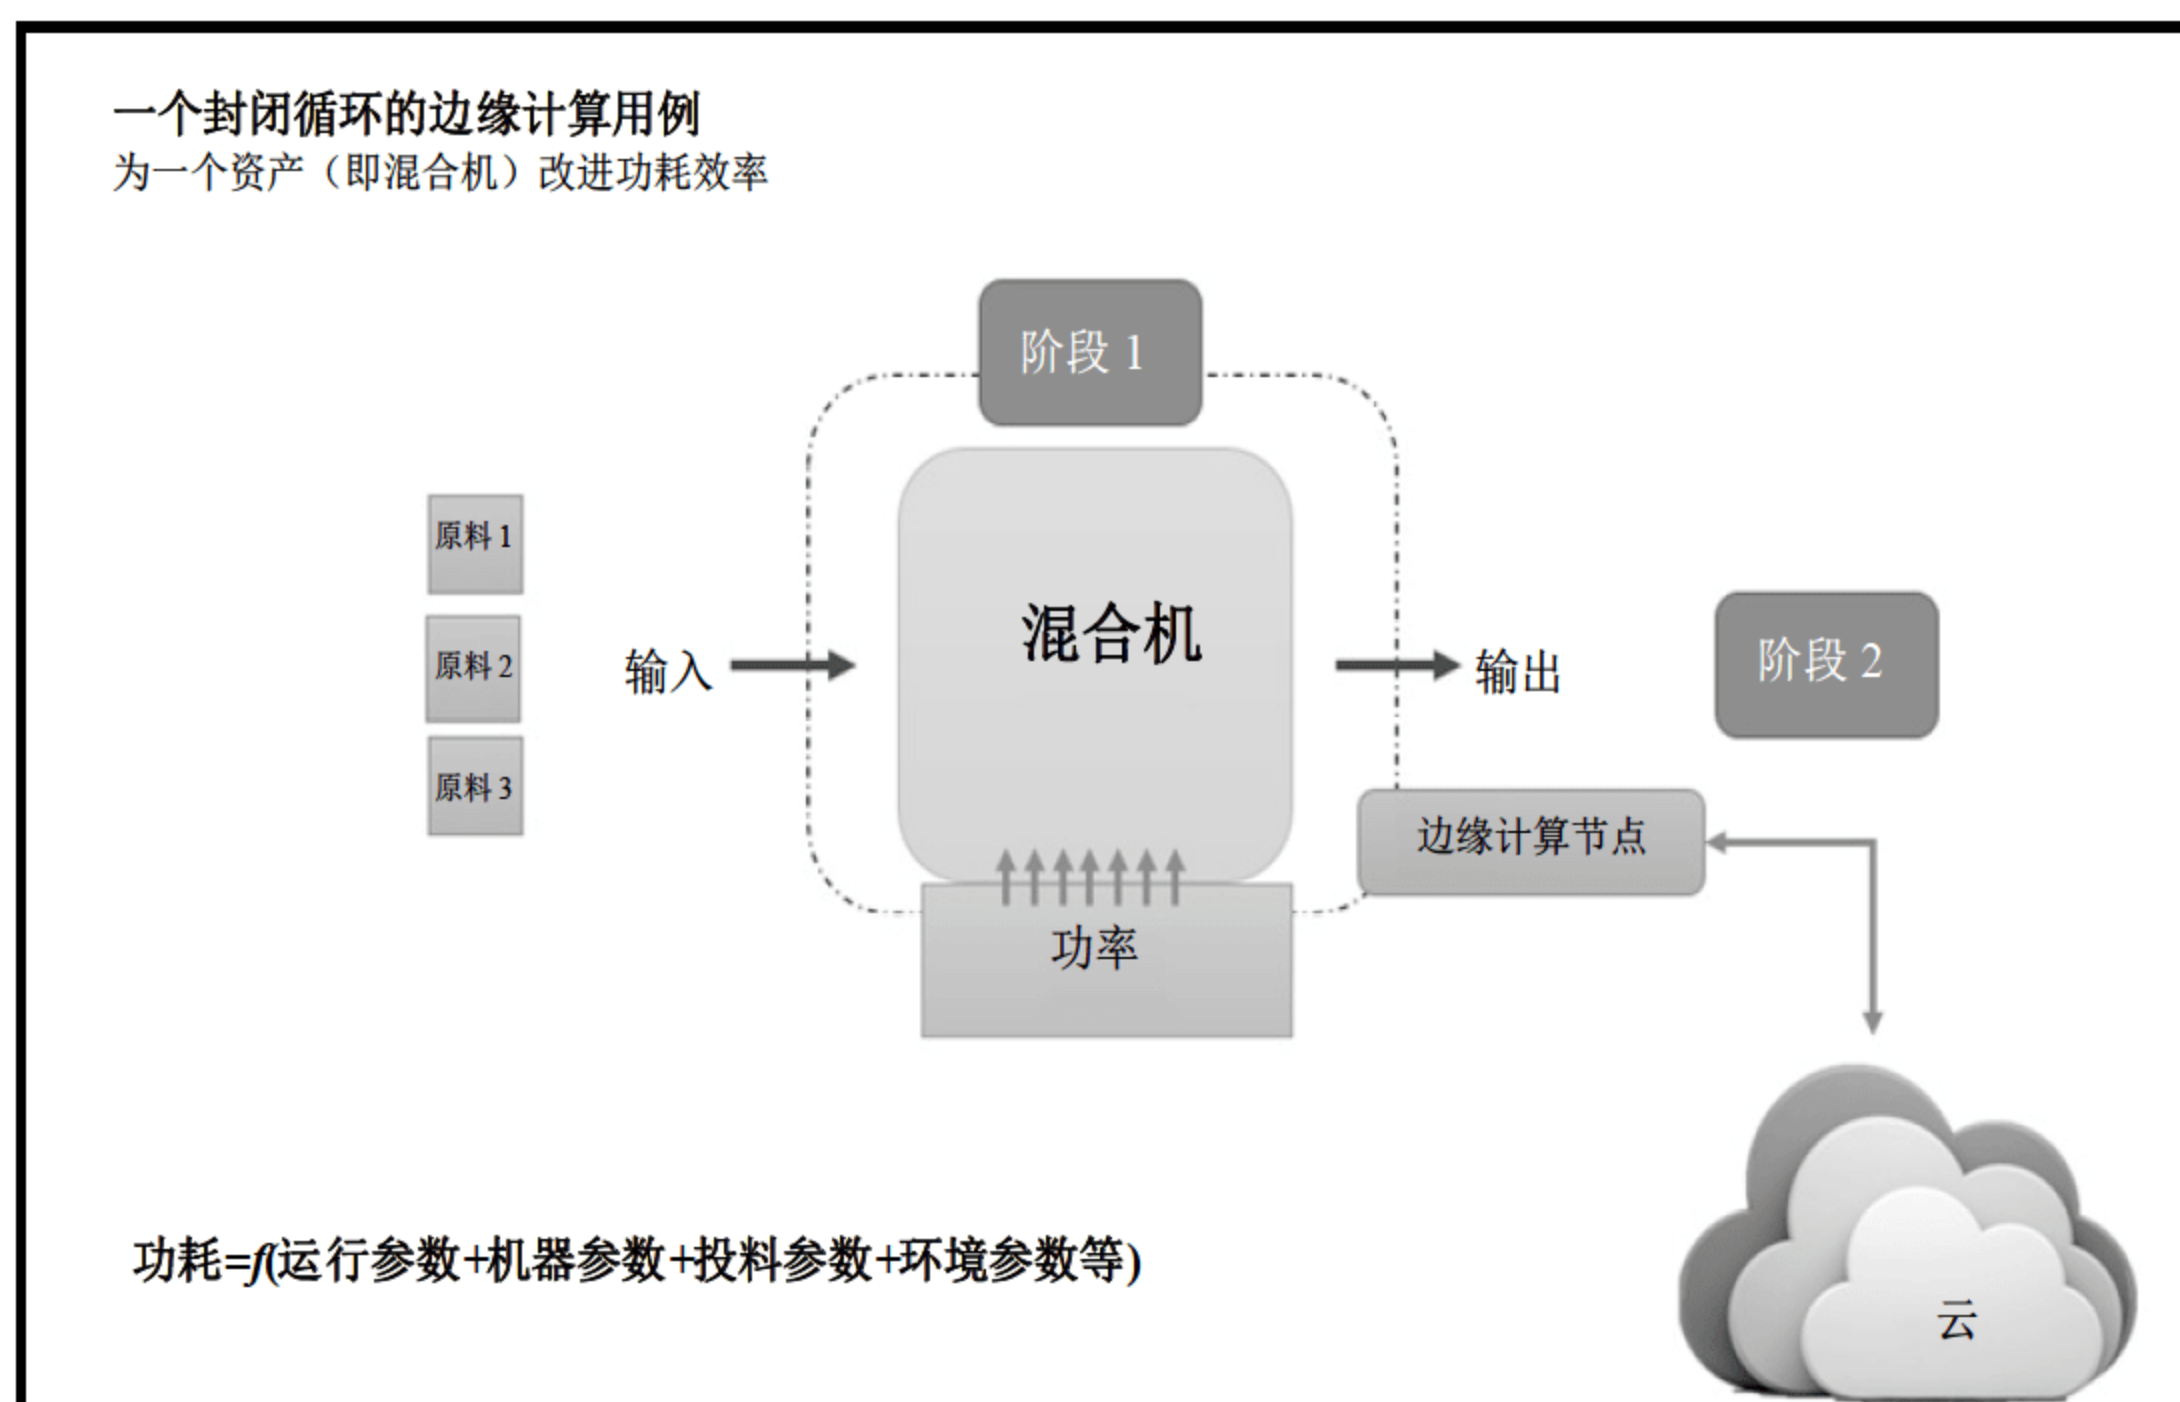 一个封闭循环的边缘计算用例
为一个资产（即混合机）改进功耗效率
阶段 1
原料 1
原料 2
原料 3
输入
混合机
输出
阶段 2
边缘计算节点
功率
功耗=f(运行参数+机器参数+投料参数+环境参数等)
云